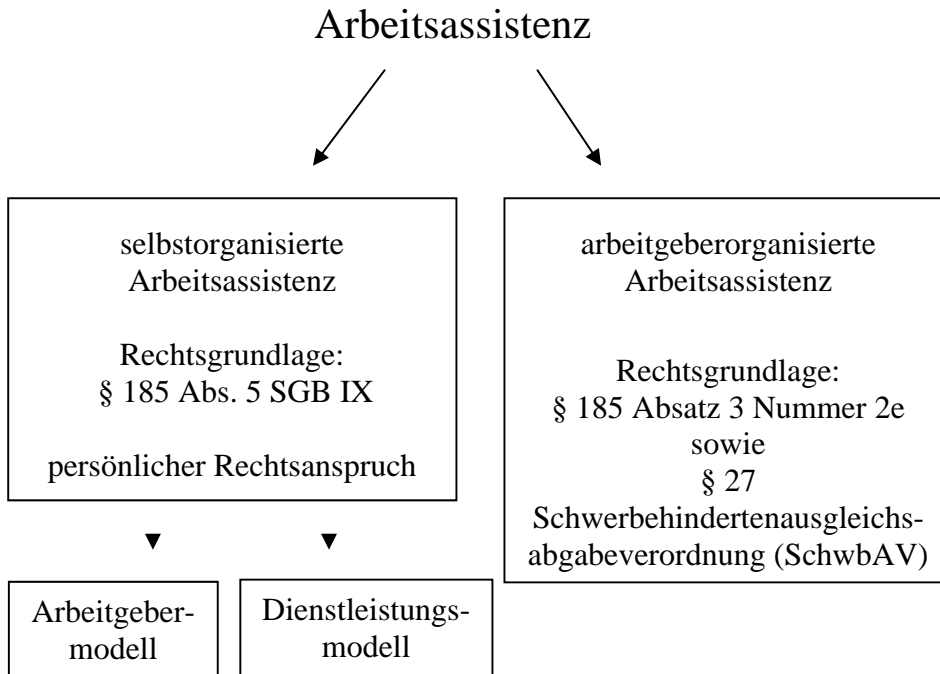 Arbeitsassistenz
selbstorganisierte
Arbeitsassistenz
Rechtsgrundlage:
§ 185 Abs. 5 SGB IX
persönlicher Rechtsanspruch
arbeitgeberorganisierte
Arbeitsassistenz
Rechtsgrundlage:
§ 185 Absatz 3 Nummer 2e
sowie
§ 27
Schwerbehindertenausgleichs-
abgabeverordnung (SchwbAV)
Arbeitgeber-
modell
Dienstleistungs-
modell